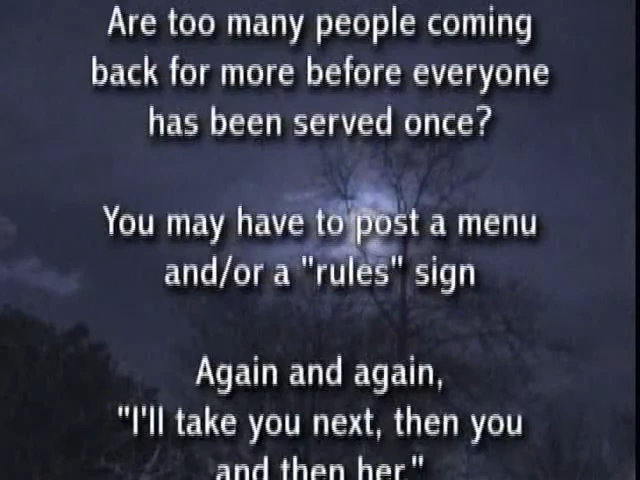 Are too many people coming
back for more before everyone
has been served once?
You may have to post a menu
and/or a "rules" sign
Again and again,
"I'll take you next, then you
and then her."